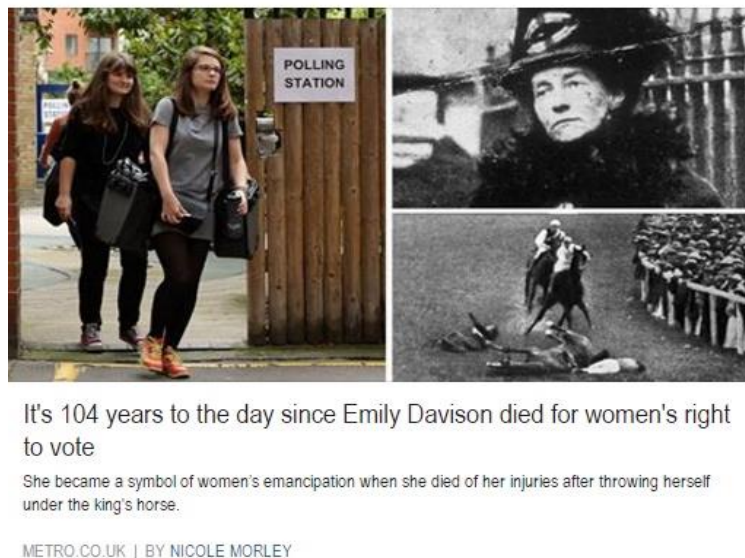 POLLING
STATION
POLLING
STATION
It's 104 years to the day since Emily Davison died for women's right
to vote
She became a symbol of women's emancipation when she died of her injuries after throwing herself
under the king's horse.
METRO.CO.UK | BY NICOLE MORLEY